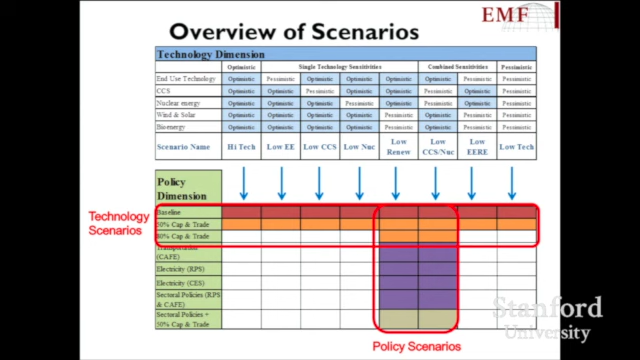 Overview of Scenarios
EMF
Technology Dimension
Optimistic Single Technology Sensitivities Combined Sensitivities Pessimistic
End Use Technology Optimistic Pessimistic Optimistic Optimistic Optimistic Optimistic Pessimistic Pessimistic
CCS Optimistic Optimistic Pessimistic Optimistic Optimistic Pessimistic Optimistic Pessimistic
Nuclear energy Optimistic Optimistic Optimistic Pessimistic Optimistic Pessimistic Optimistic Pessimistic
Wind & Solar Optimistic Optimistic Optimistic Optimistic Pessimistic Optimistic Pessimistic Pessimistic
Bioenergy Optimistic Optimistic Optimistic Optimistic Pessimistic Optimistic Pessimistic Pessimistic
Scenario Name Hi Tech Low EE Low CCS Low Nuc Low Renew Low CCS/Nuc Low EERE Low Tech
Policy
Dimension
Technology
Scenarios
Baseline
50% Cap & Trade
80% Cap & Trade
(CAFE)
Electricity (RPS)
Electricity (CES)
Sectoral Policies (RPS
& CAFE)
Sectoral Policies +
50% Cap & Trade
Policy Scenarios
Stanford
University